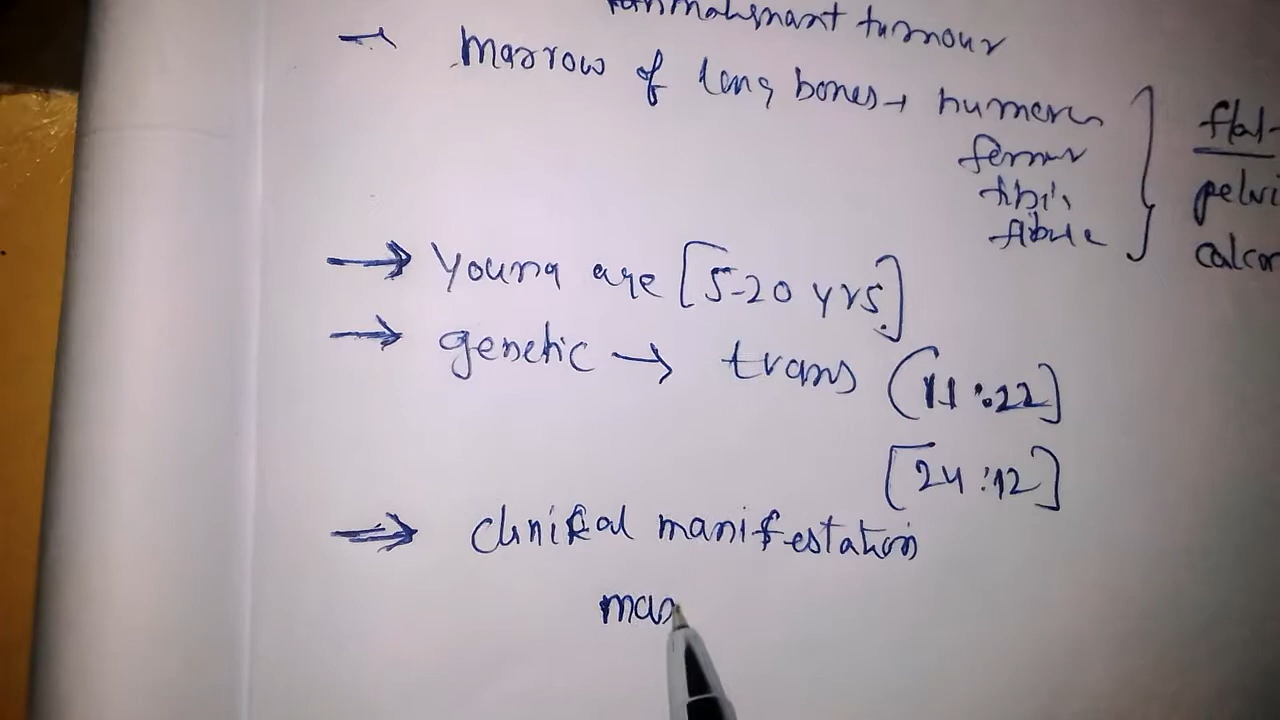 malignant tumour
→ Marrow of long bones → humerus } flat
femur pelvi
tibia
fibula calcan
→ Young age [5-20 yrs]
→ genetic → trans (11:22]
[24:12]
⇒ Clinical manifestation
mas